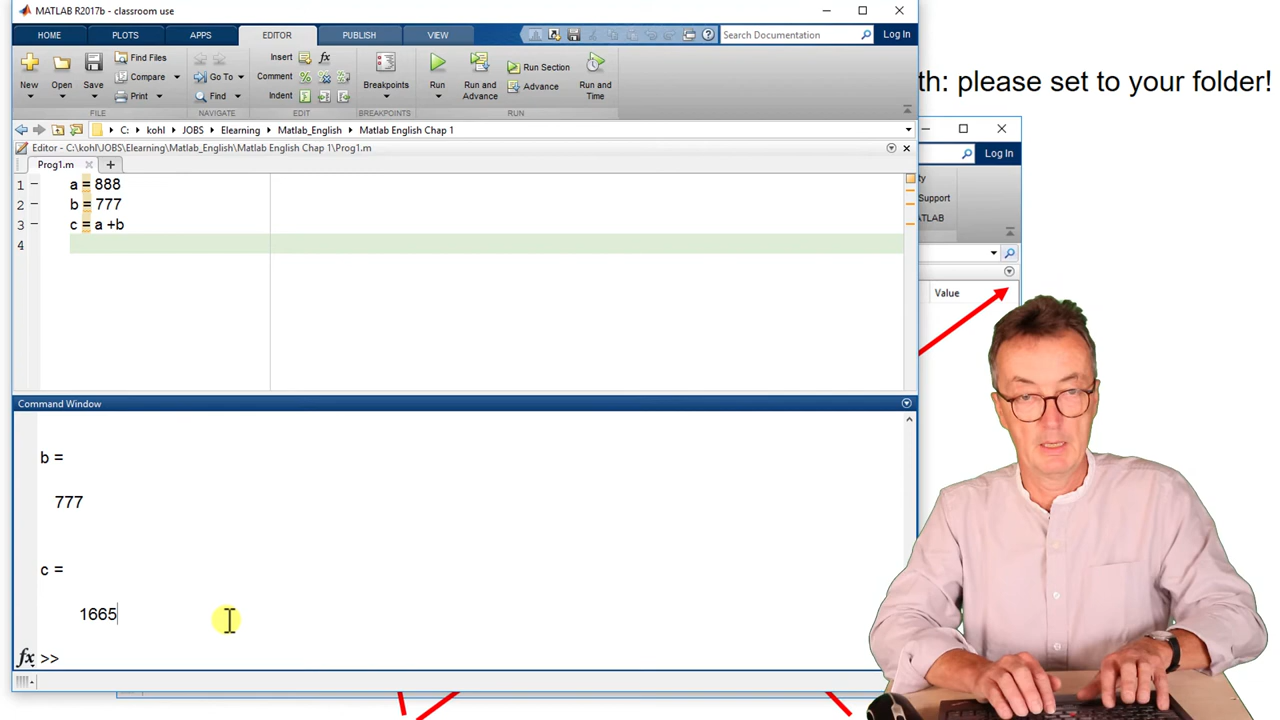 MATLAB R2017b - classroom use
HOME PLOTS APPS EDITOR PUBLISH VIEW Search Documentation Log In
New Open Save Find Files Compare Print Go To Find Insert fx Comment Indent Breakpoints Run Run and Advance Run Section Advance Run and Time
FILE NAVIGATE EDIT BREAKPOINTS RUN
th: please set to your folder!
C: kohl JOBS Elearning Matlab_English Matlab English Chap 1
Editor - C:\kohl\JOBS\Elearning\Matlab_English\Matlab English Chap 1\Prog1.m
Prog1.m
1 a = 888
2 b = 777
3 c = a +b
4
Log In
Support
Value
Command Window
b =
777
c =
1665
fx >>